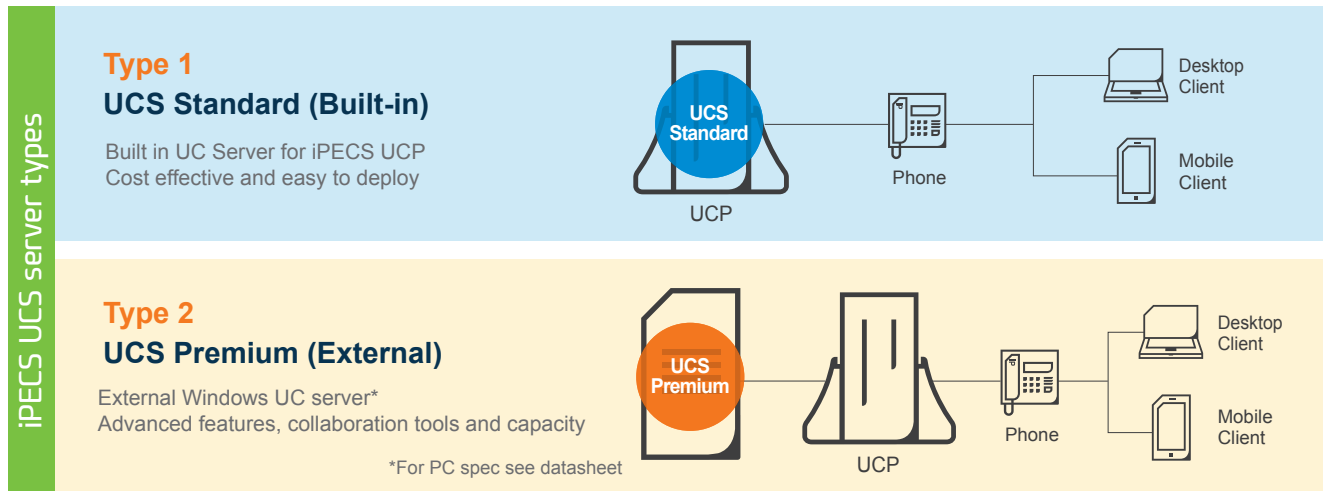 iPECS UCS server types
Type 1
UCS Standard (Built-in)
Built in UC Server for iPECS UCP
Cost effective and easy to deploy
UCS
Standard
UCP
Phone
Desktop
Client
Mobile
Client
Type 2
UCS Premium (External)
External Windows UC server*
Advanced features, collaboration tools and capacity
*For PC spec see datasheet
UCS
Premium
UCP
Phone
Desktop
Client
Mobile
Client